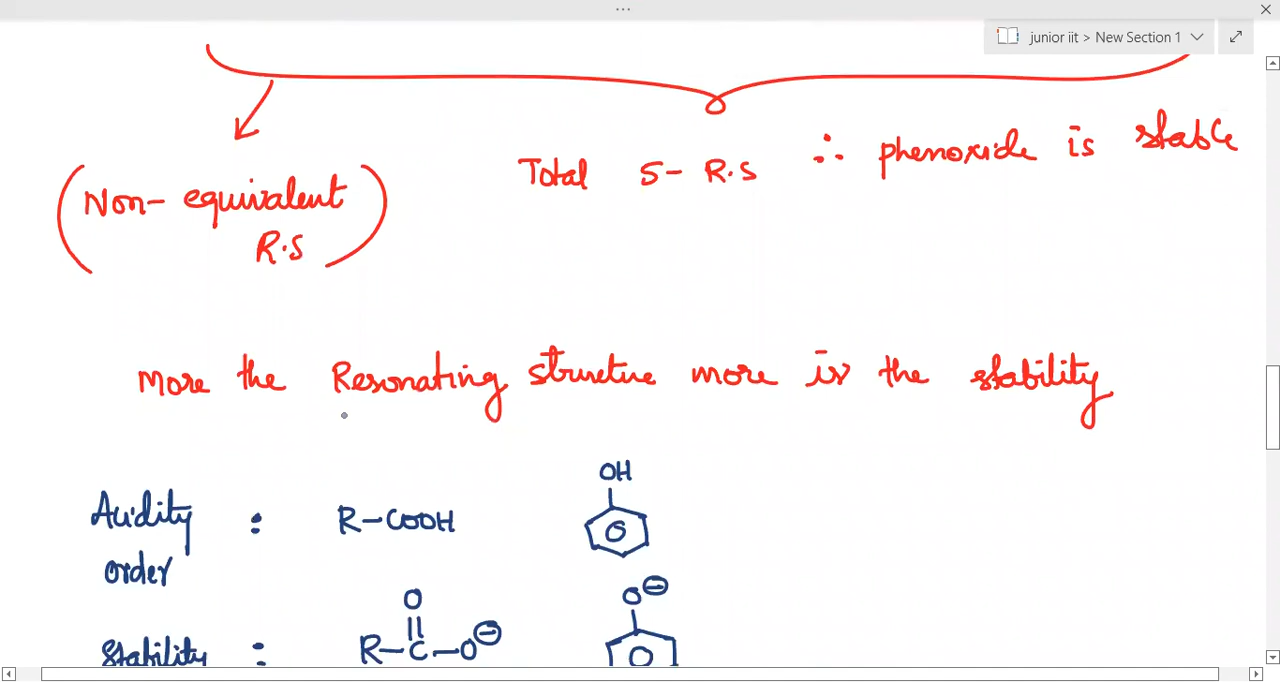 junior iit > New Section 1
Total 5- R.S ∴ phenoxide is stable
(Non-equivalent
R.S)
More the Resonating structure more is the stability
OH
Acidity : R-COOH
order
O O⊖
Stability : R-C-O⊖